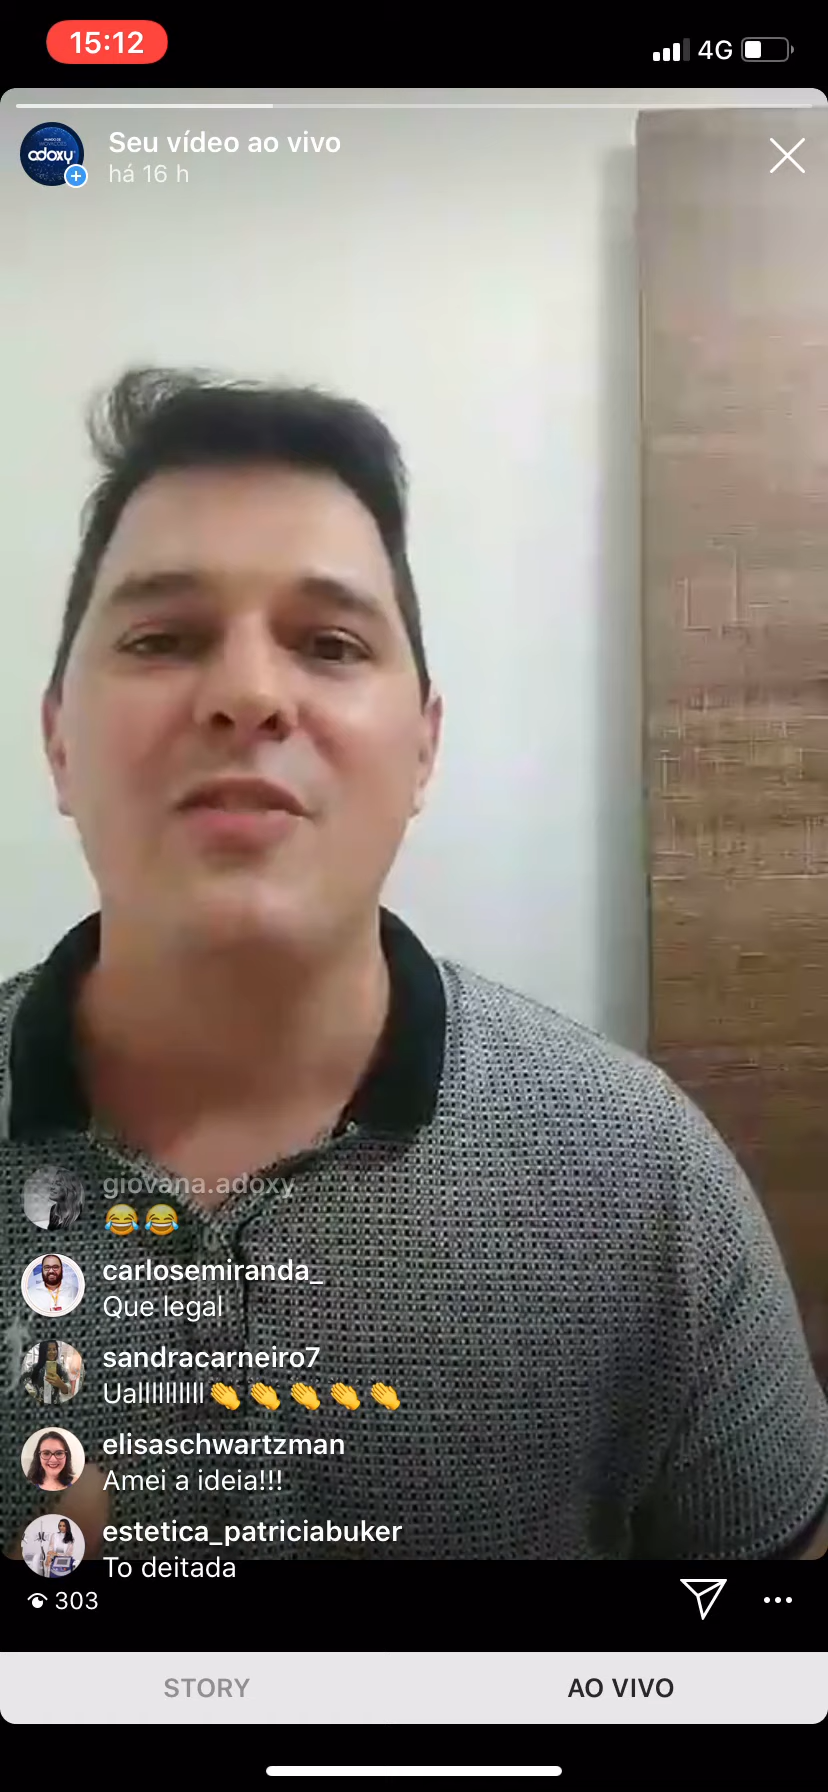 15:12
4G
adoxy
Seu vídeo ao vivo
há 16 h
giovana.adoxy
😂😂
carlosemiranda_
Que legal
sandracarneiro7
Uallllllllll👏👏👏👏👏
elisaschwartzman
Amei a ideia!!!
estetica_patriciabuker
To deitada
303
STORY
AO VIVO